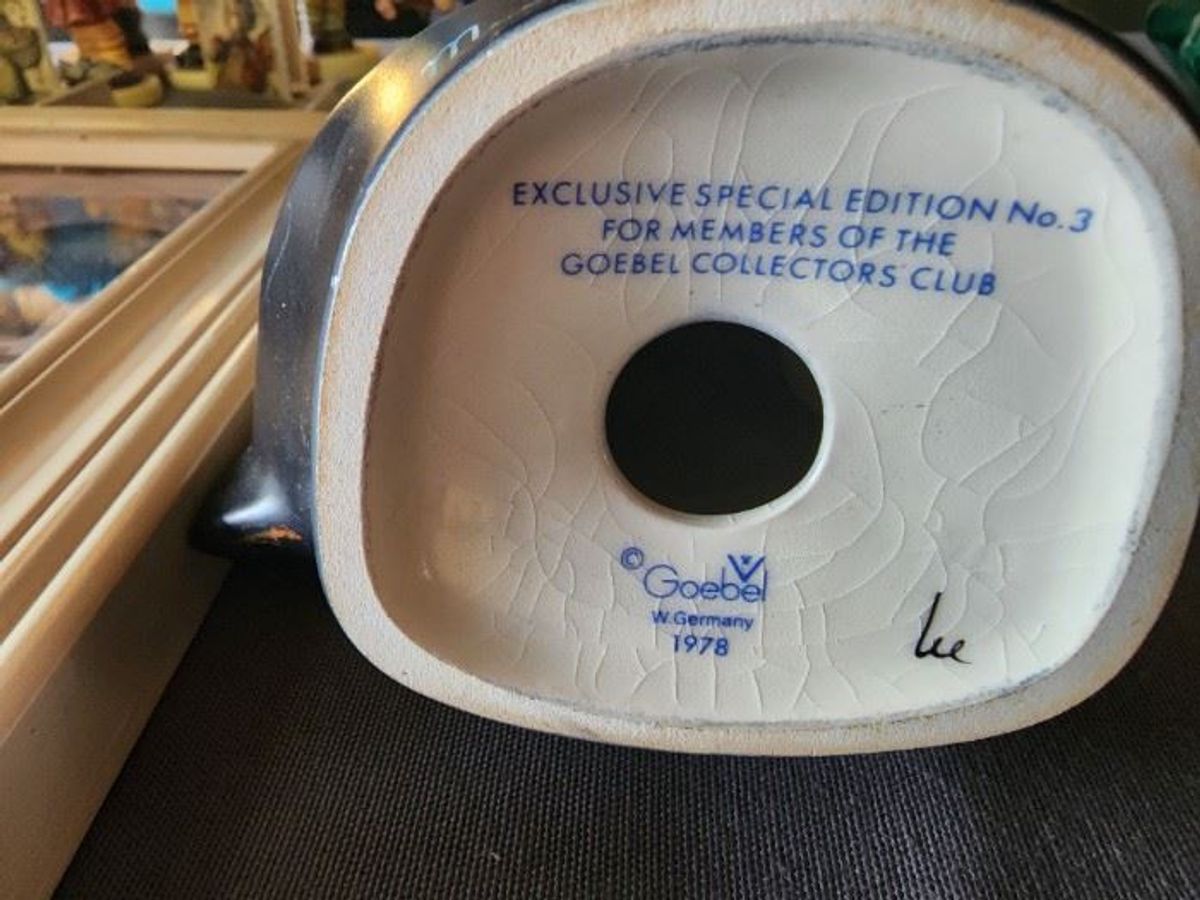 EXCLUSIVE SPECIAL EDITION No. 3
FOR MEMBERS OF THE
GOEBEL COLLECTORS CLUB
© Goebel
W. Germany
1978